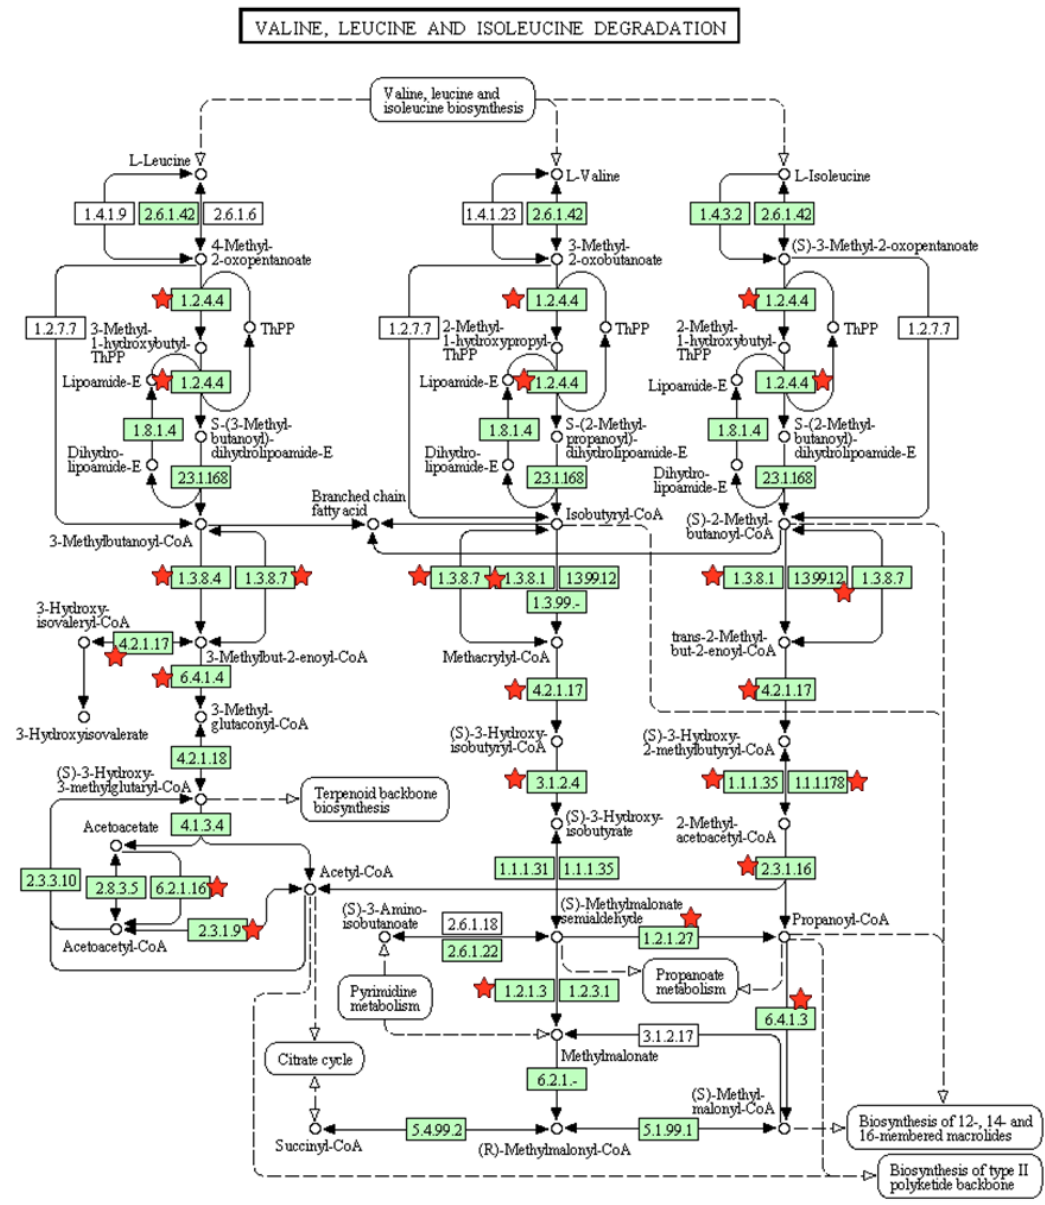 VALINE, LEUCINE AND ISOLEUCINE DEGRADATION
Valine, leucine and
isoleucine biosynthesis
L-Leucine
L-Valine
L-Isoleucine
1.4.1.9
2.6.1.42
2.6.1.6
1.4.1.23
2.6.1.42
1.4.3.2
2.6.1.42
4-Methyl-
2-oxopentanoate
3-Methyl-
2-oxobutanoate
(S)-3-Methyl-2-oxopentanoate
1.2.4.4
1.2.4.4
1.2.4.4
1.2.7.7
3-Methyl-
1-hydroxybutyl-
ThPP
ThPP
1.2.7.7
2-Methyl-
1-hydroxypropyl-
ThPP
ThPP
2-Methyl-
1-hydroxybutyl-
ThPP
ThPP
1.2.7.7
Lipoamide-E
1.2.4.4
Lipoamide-E
1.2.4.4
Lipoamide-E
1.2.4.4
1.8.1.4
S-(3-Methyl-
butanoyl)-
dihydrolipoamide-E
1.8.1.4
S-(2-Methyl-
propanoyl)-
dihydrolipoamide-E
1.8.1.4
S-(2-Methyl-
butanoyl)-
dihydrolipoamide-E
Dihydro-
lipoamide-E
2.3.1.168
Dihydro-
lipoamide-E
2.3.1.168
Dihydro-
lipoamide-E
2.3.1.168
Branched chain
fatty acid
3-Methylbutanoyl-CoA
Isobutyryl-CoA
(S)-2-Methyl-
butanoyl-CoA
1.3.8.4
1.3.8.7
1.3.8.7
1.3.8.1
1.3.99.12
1.3.99.-
1.3.8.1
1.3.99.12
1.3.8.7
3-Hydroxy-
isovaleryl-CoA
4.2.1.17
3-Methylbut-2-enoyl-CoA
Methacrylyl-CoA
trans-2-Methyl-
but-2-enoyl-CoA
6.4.1.4
4.2.1.17
4.2.1.17
3-Hydroxyisovalerate
3-Methyl-
glutaconyl-CoA
(S)-3-Hydroxy-
isobutyryl-CoA
(S)-3-Hydroxy-
2-methylbutyryl-CoA
4.2.1.18
(S)-3-Hydroxy-
3-methylglutaryl-CoA
Terpenoid backbone
biosynthesis
3.1.2.4
1.1.1.35
1.1.1.178
4.1.3.4
(S)-3-Hydroxy-
isobutyrate
2-Methyl-
acetoacetyl-CoA
Acetoacetate
2.3.3.10
2.8.3.5
6.2.1.16
Acetyl-CoA
1.1.1.31
1.1.1.35
2.3.1.16
2.3.1.9
Acetoacetyl-CoA
(S)-3-Amino-
isobutanoate
2.6.1.18
2.6.1.22
(S)-Methylmalonate
semialdehyde
1.2.1.27
Propanoyl-CoA
Pyrimidine
metabolism
1.2.1.3
1.2.3.1
Propanoate
metabolism
6.4.1.3
Citrate cycle
Methylmalonate
3.1.2.17
6.2.1.-
(S)-Methyl-
malonyl-CoA
Succinyl-CoA
5.4.99.2
(R)-Methylmalonyl-CoA
5.1.99.1
Biosynthesis of 12-, 14- and
16-membered macrolides
Biosynthesis of type II
polyketide backbone